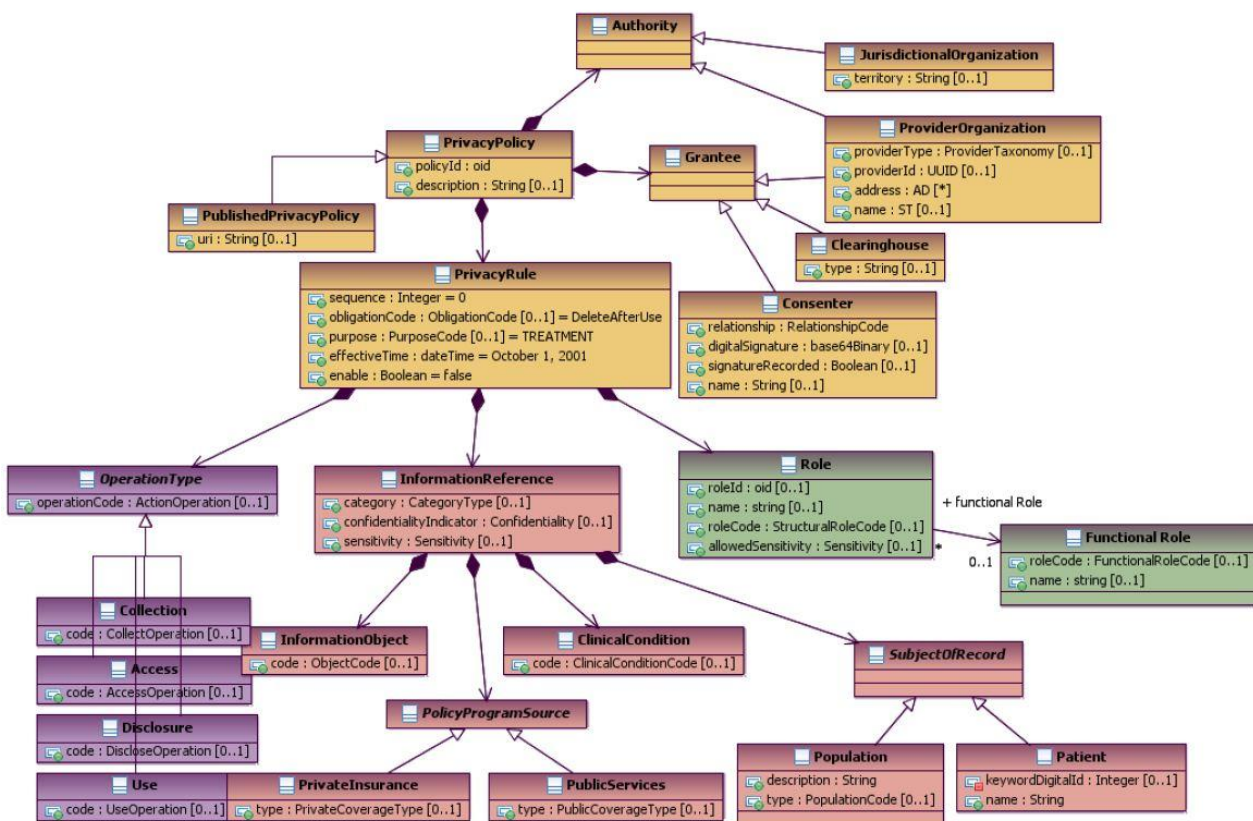 Authority
JurisdictionalOrganization
territory : String [0..1]
ProviderOrganization
providerType : ProviderTaxonomy [0..1]
providerId : UUID [0..1]
address : AD [*]
name : ST [0..1]
PrivacyPolicy
policyId : oid
description : String [0..1]
Grantee
PublishedPrivacyPolicy
uri : String [0..1]
Clearinghouse
type : String [0..1]
PrivacyRule
sequence : Integer = 0
obligationCode : ObligationCode [0..1] = DeleteAfterUse
purpose : PurposeCode [0..1] = TREATMENT
effectiveTime : dateTime = October 1, 2001
enable : Boolean = false
Consenter
relationship : RelationshipCode
digitalSignature : base64Binary [0..1]
signatureRecorded : Boolean [0..1]
name : String [0..1]
OperationType
operationCode : ActionOperation [0..1]
InformationReference
category : CategoryType [0..1]
confidentialityIndicator : Confidentiality [0..1]
sensitivity : Sensitivity [0..1]
Role
roleId : oid [0..1]
name : string [0..1]
roleCode : StructuralRoleCode [0..1]
allowedSensitivity : Sensitivity [0..1]
+ functional Role
*
0..1
Functional Role
roleCode : FunctionalRoleCode [0..1]
name : string [0..1]
Collection
code : CollectOperation [0..1]
Access
code : AccessOperation [0..1]
Disclosure
code : DiscloseOperation [0..1]
Use
code : UseOperation [0..1]
InformationObject
code : ObjectCode [0..1]
ClinicalCondition
code : ClinicalConditionCode [0..1]
SubjectOfRecord
PolicyProgramSource
PrivateInsurance
type : PrivateCoverageType [0..1]
PublicServices
type : PublicCoverageType [0..1]
Population
description : String
type : PopulationCode [0..1]
Patient
keywordDigitalId : Integer [0..1]
name : String